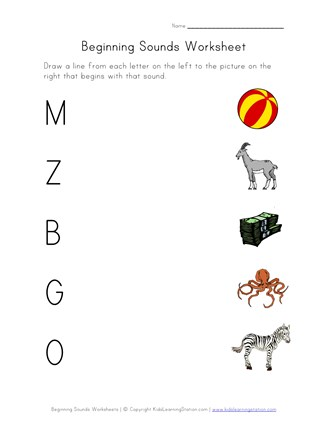 Name
Beginning Sounds Worksheet
Draw a line from each letter on the left to the picture on the
right that begins with that sound.
M
Z
B
G
O
Beginning Sounds Worksheets | © Copyright KidsLearningStation.com | www.kidslearningstation.com